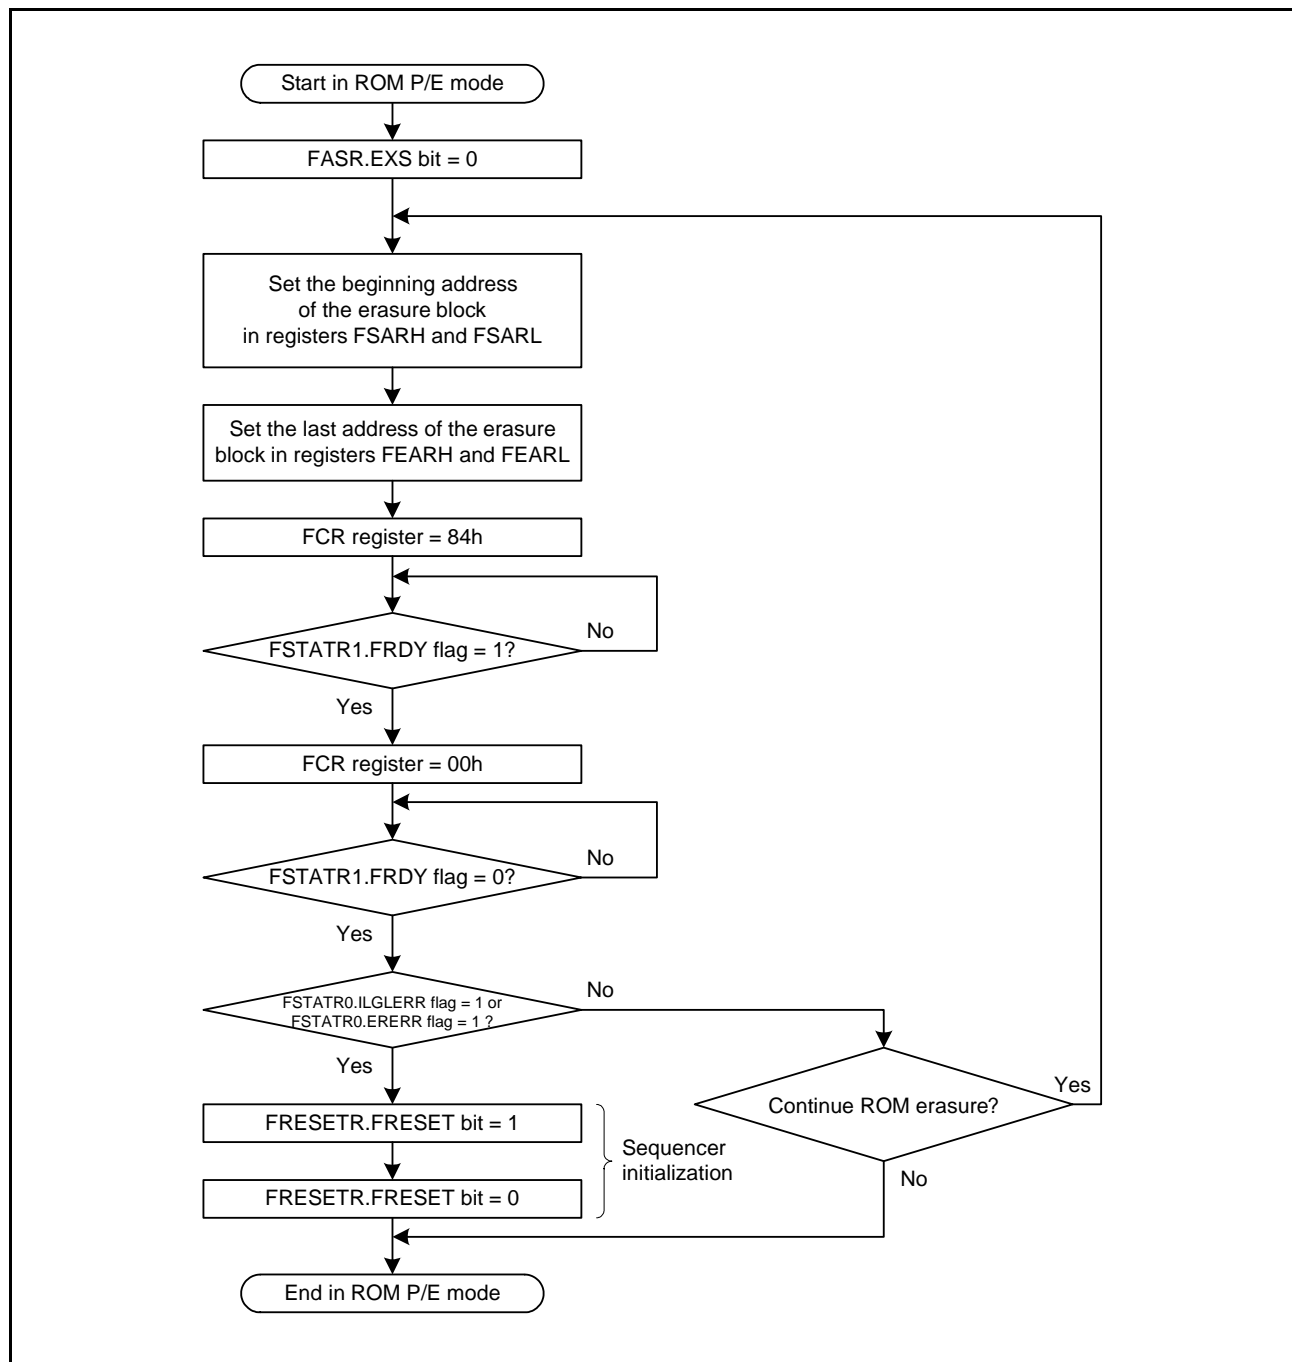 Start in ROM P/E mode
FASR.EXS bit = 0
Set the beginning address
of the erasure block
in registers FSARH and FSARL
Set the last address of the erasure
block in registers FEARH and FEARL
FCR register = 84h
FSTATR1.FRDY flag = 1?
No
Yes
FCR register = 00h
FSTATR1.FRDY flag = 0?
No
Yes
FSTATR0.ILGLERR flag = 1 or
FSTATR0.ERERR flag = 1 ?
No
Yes
Continue ROM erasure?
Yes
No
FRESETR.FRESET bit = 1
FRESETR.FRESET bit = 0
Sequencer
initialization
End in ROM P/E mode